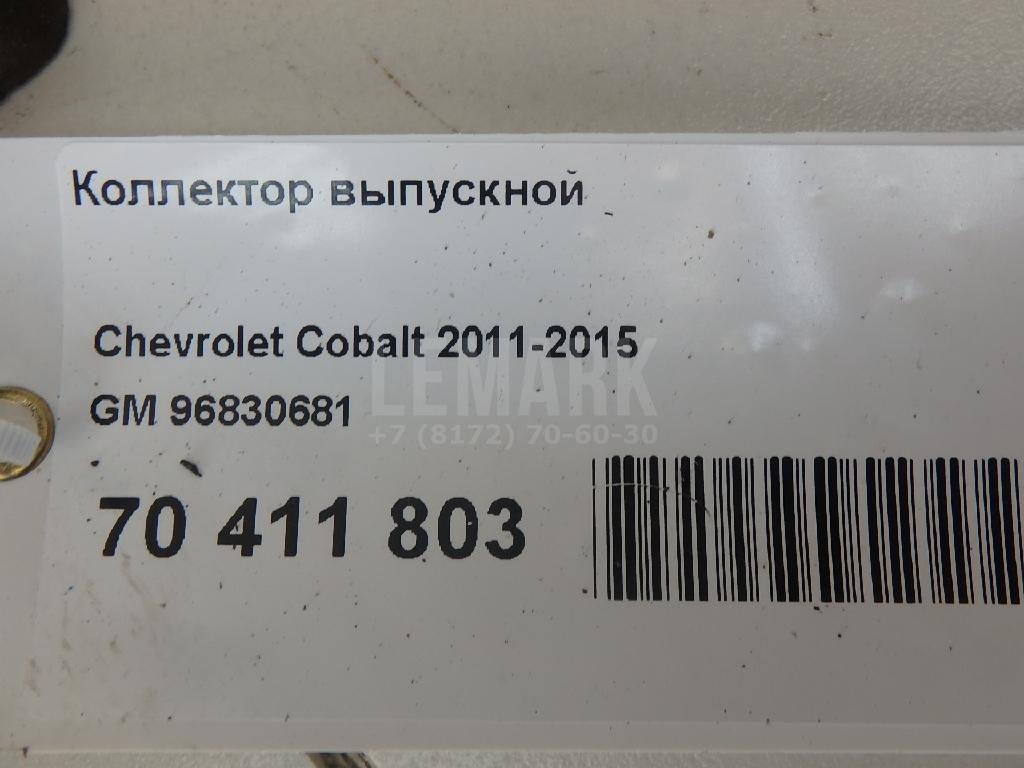 Коллектор выпускной
Chevrolet Cobalt 2011-2015
LEMARK
GM 96830681
+7 (8172) 70-60-30
70 411 803